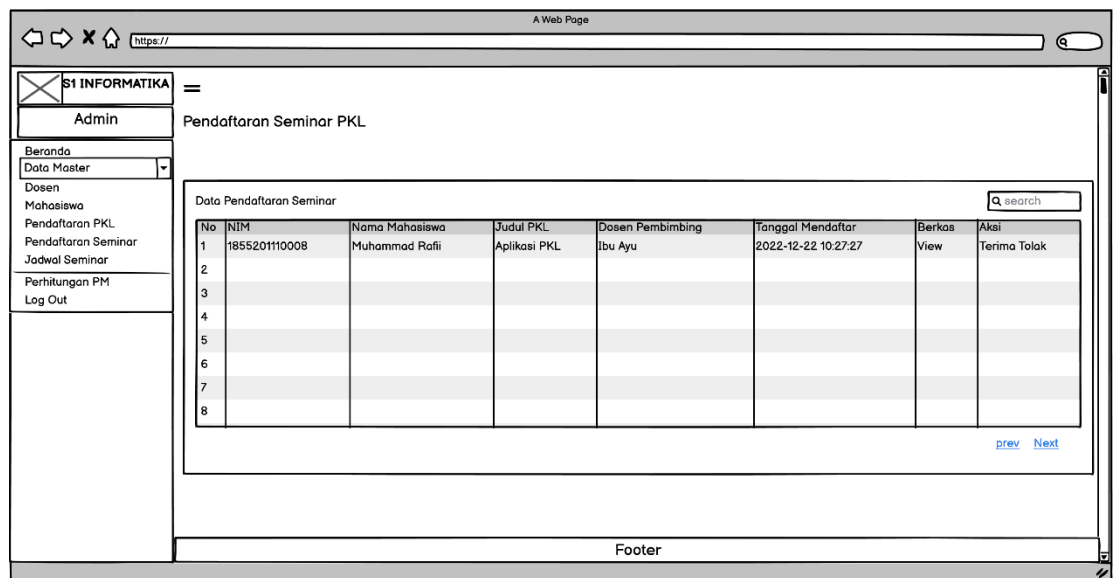 A Web Page
https://
S1 INFORMATIKA
Admin
Beranda
Data Master
Dosen
Mahasiswa
Pendaftaran PKL
Pendaftaran Seminar
Jadwal Seminar
Perhitungan PM
Log Out
Pendaftaran Seminar PKL
Data Pendaftaran Seminar search
No NIM Nama Mahasiswa Judul PKL Dosen Pembimbing Tanggal Mendaftar Berkas Aksi
1 1855201110008 Muhammad Rafii Aplikasi PKL Ibu Ayu 2022-12-22 10:27:27 View Terima Tolak
2
3
4
5
6
7
8
prev Next
Footer